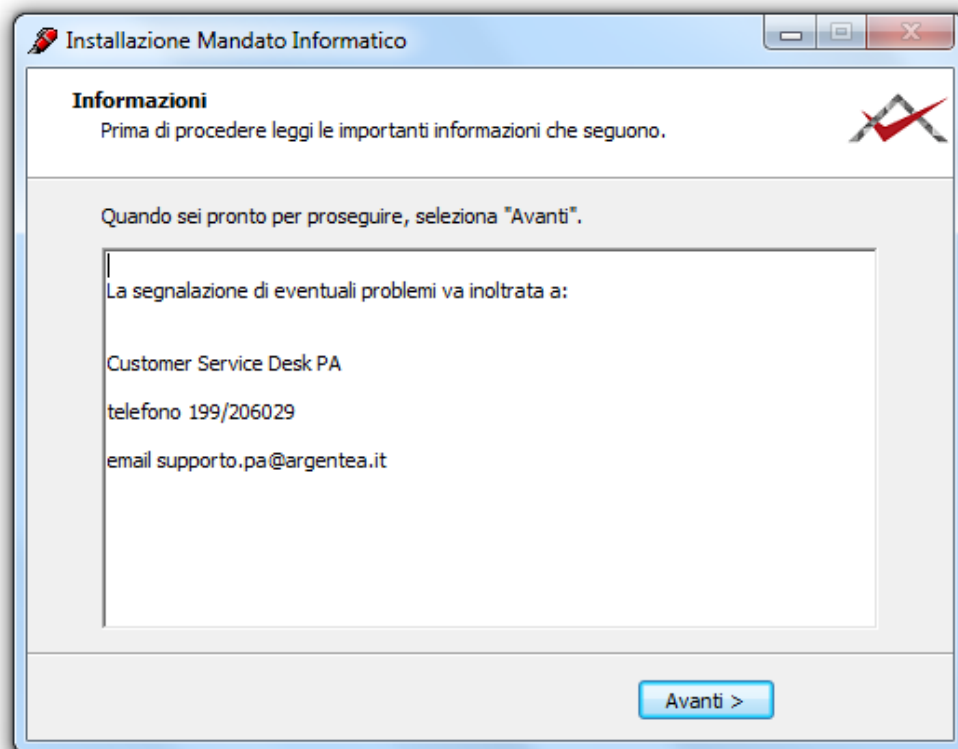 Installazione Mandato Informatico
Informazioni
Prima di procedere leggi le importanti informazioni che seguono.
Quando sei pronto per proseguire, seleziona "Avanti".
La segnalazione di eventuali problemi va inoltrata a:
Customer Service Desk PA
telefono 199/206029
email supporto.pa@argentea.it
Avanti >